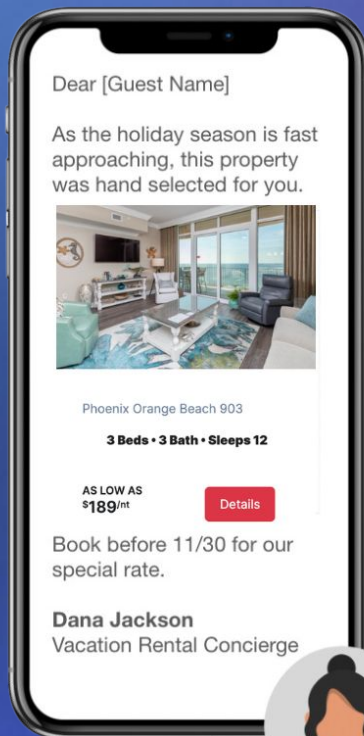 Dear [Guest Name]
As the holiday season is fast
approaching, this property
was hand selected for you.
Phoenix Orange Beach 903
3 Beds • 3 Bath • Sleeps 12
AS LOW AS
$189/nt
Details
Book before 11/30 for our
special rate.
Dana Jackson
Vacation Rental Concierge